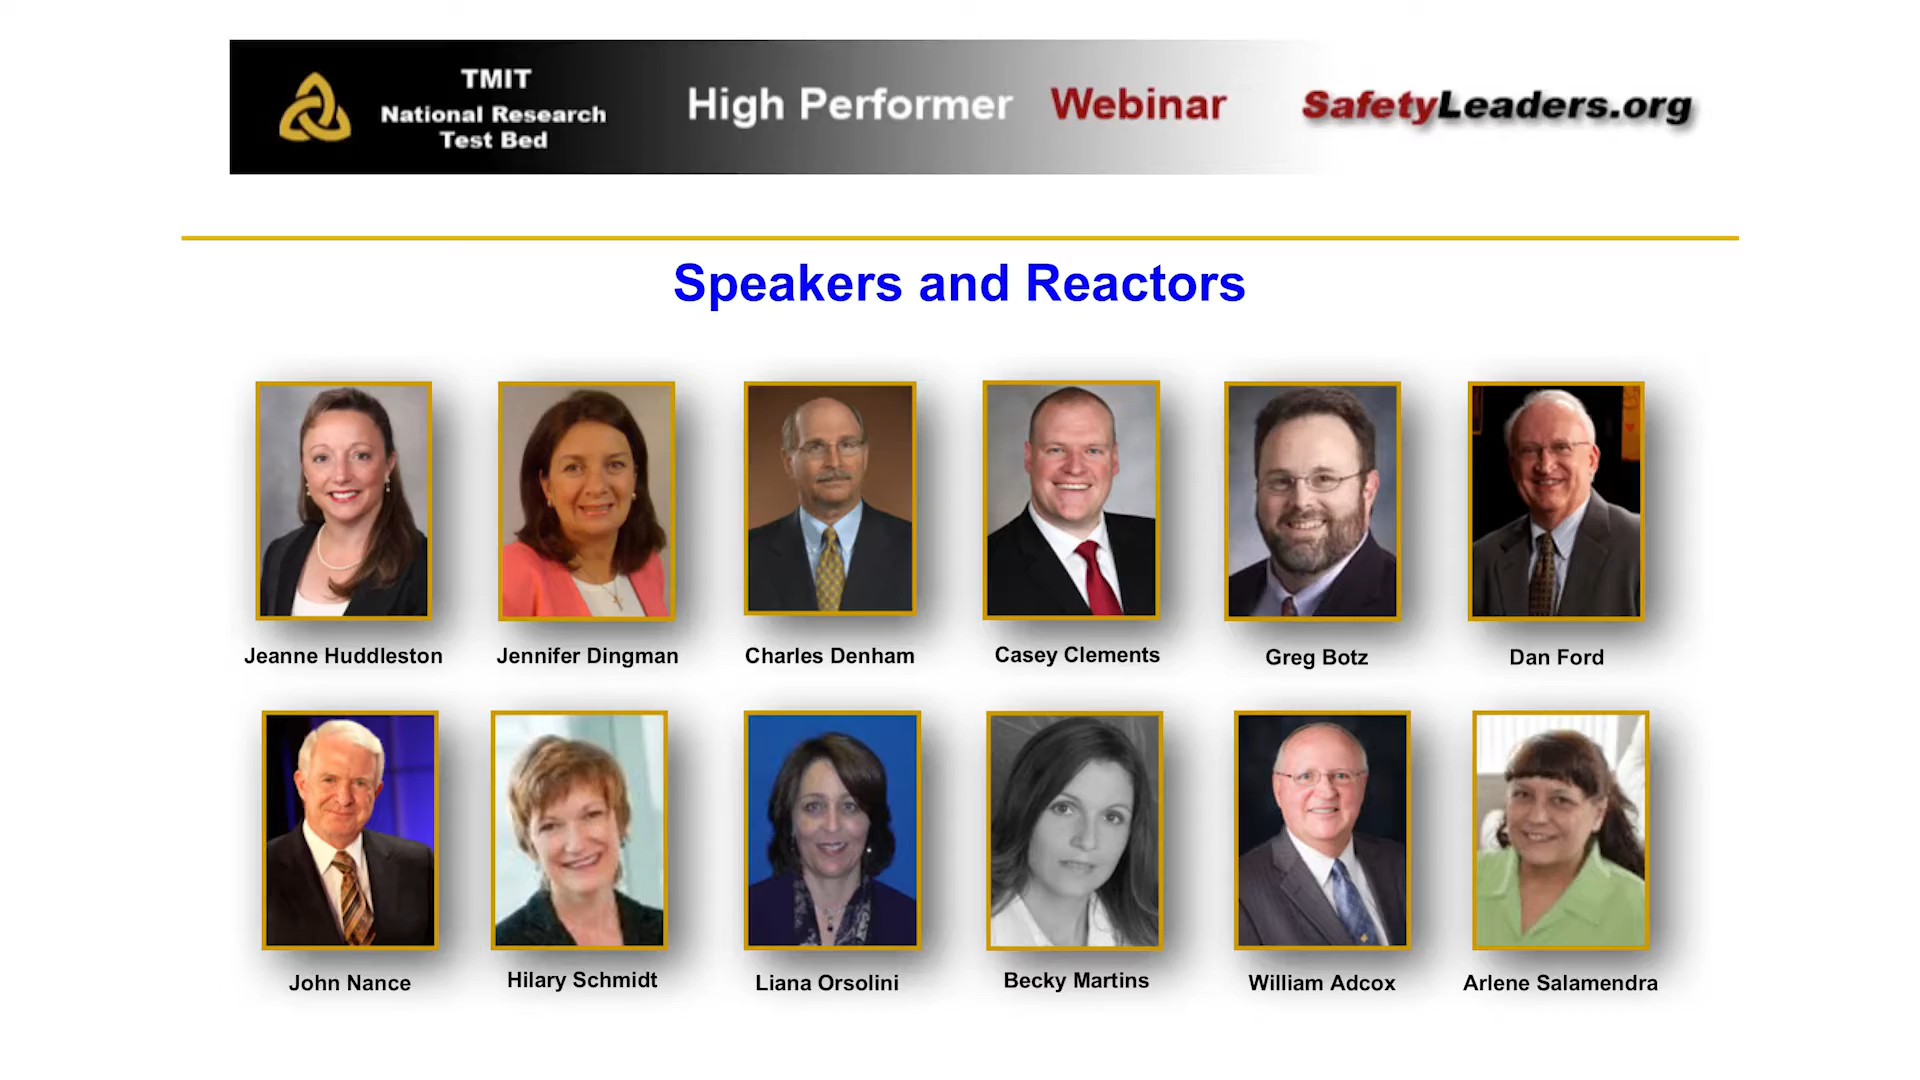 TMIT
National Research
Test Bed
High Performer Webinar
SafetyLeaders.org
Speakers and Reactors
Jeanne Huddleston
Jennifer Dingman
Charles Denham
Casey Clements
Greg Botz
Dan Ford
John Nance
Hilary Schmidt
Liana Orsolini
Becky Martins
William Adcox
Arlene Salamendra